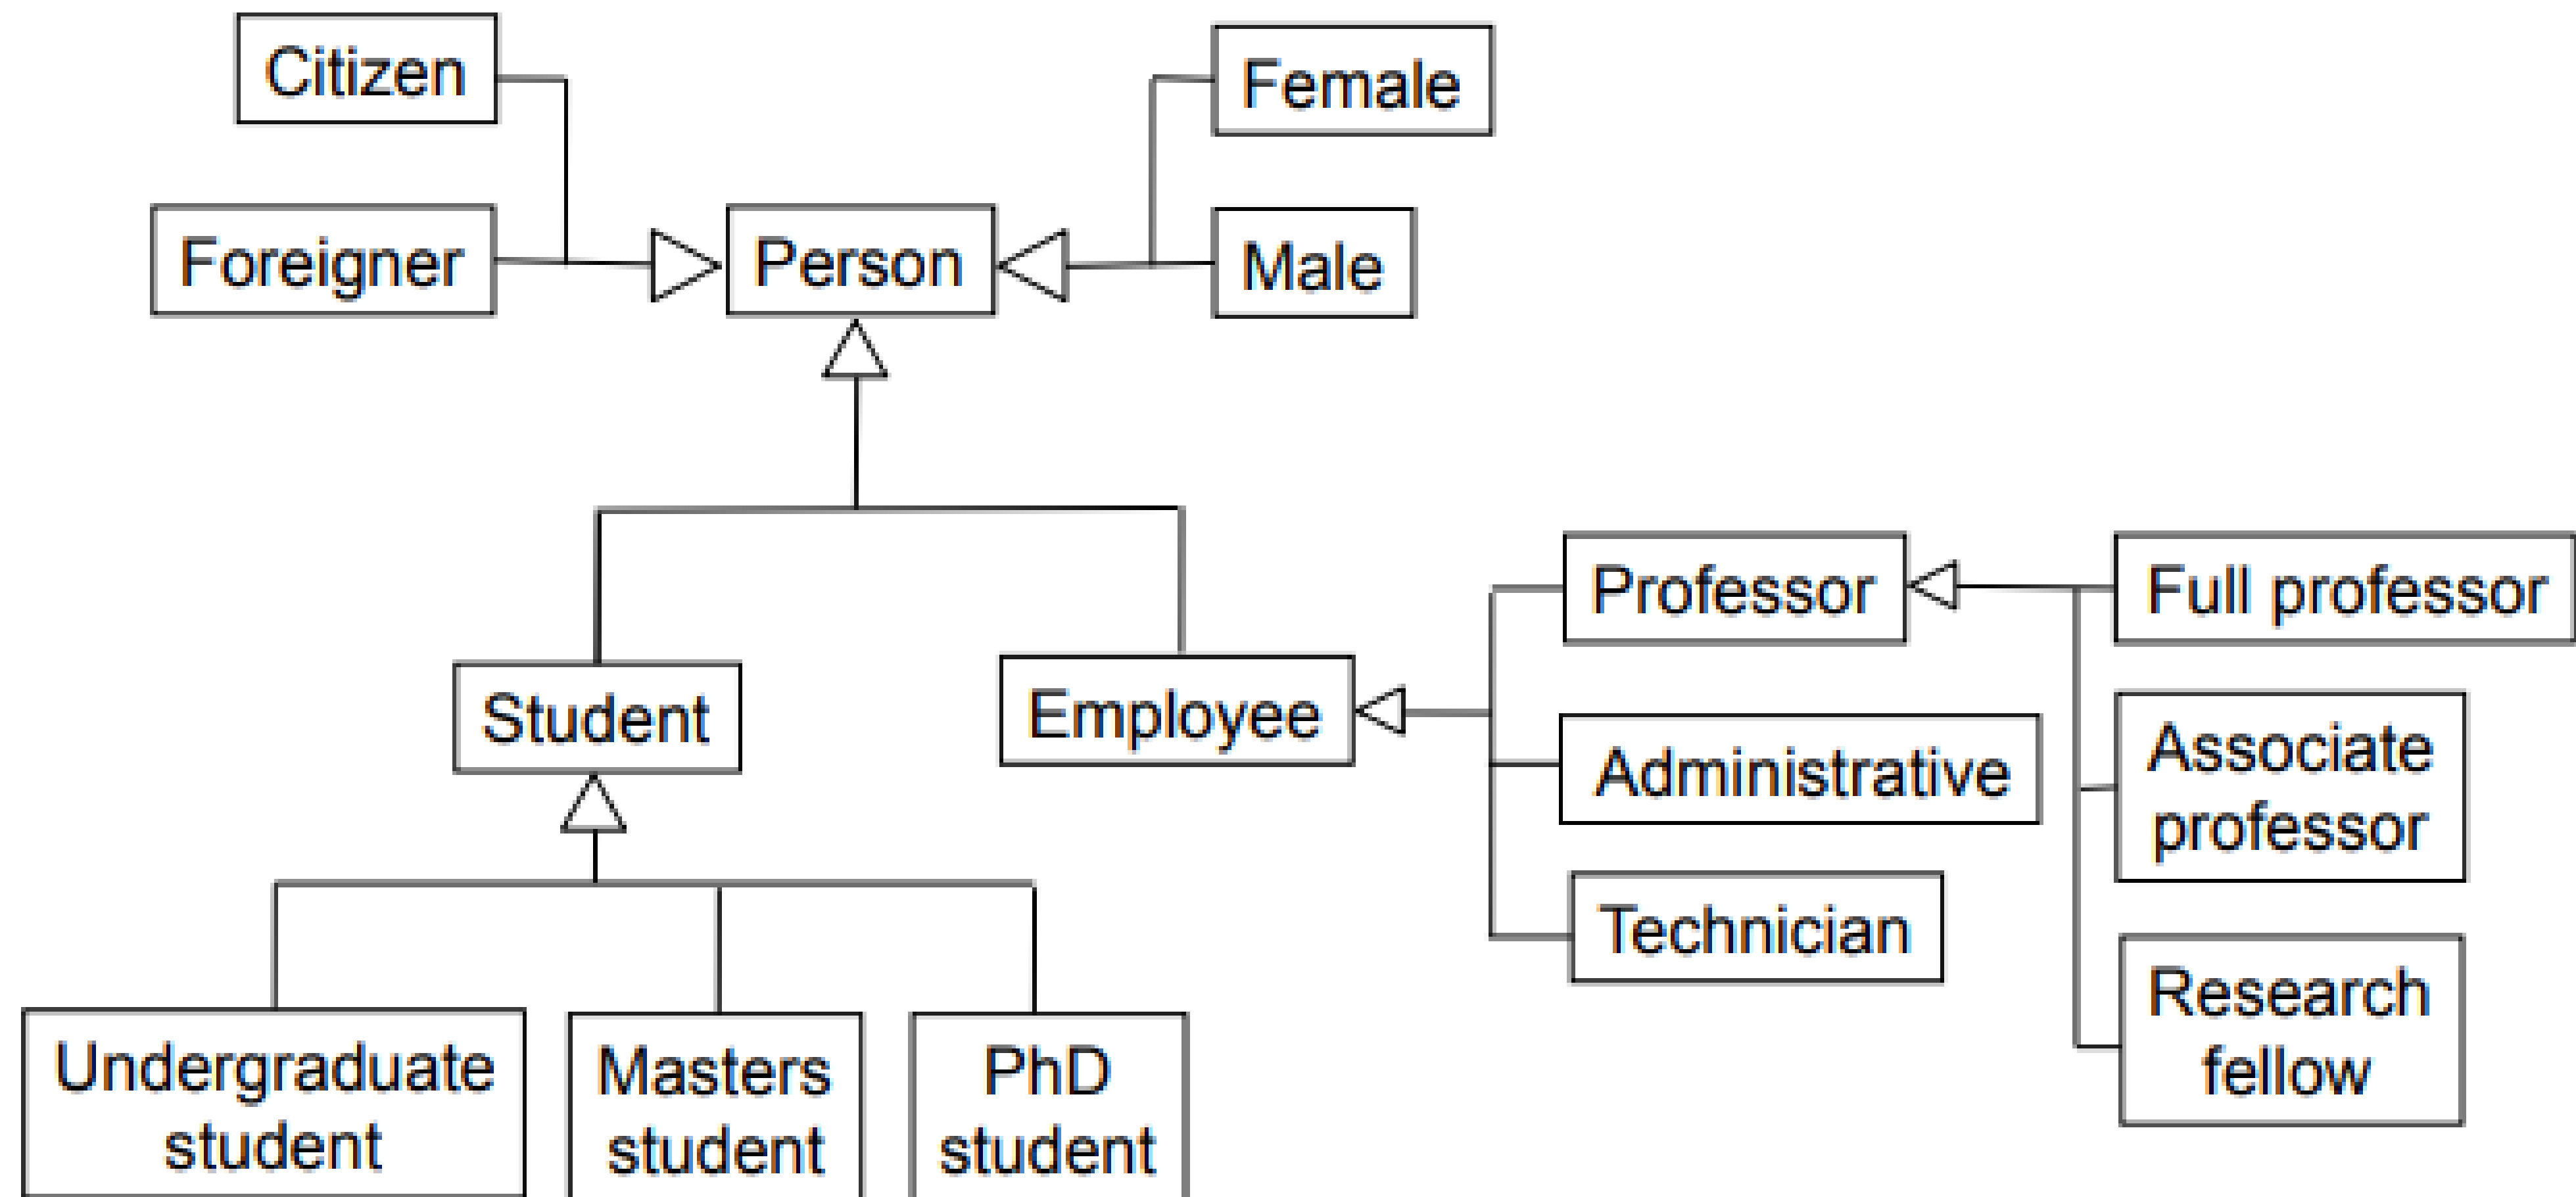 Citizen
Female
Foreigner
Person
Male
Professor
Full professor
Student
Employee
Administrative
Associate
professor
Technician
Research
fellow
Undergraduate
student
Masters
student
PhD
student